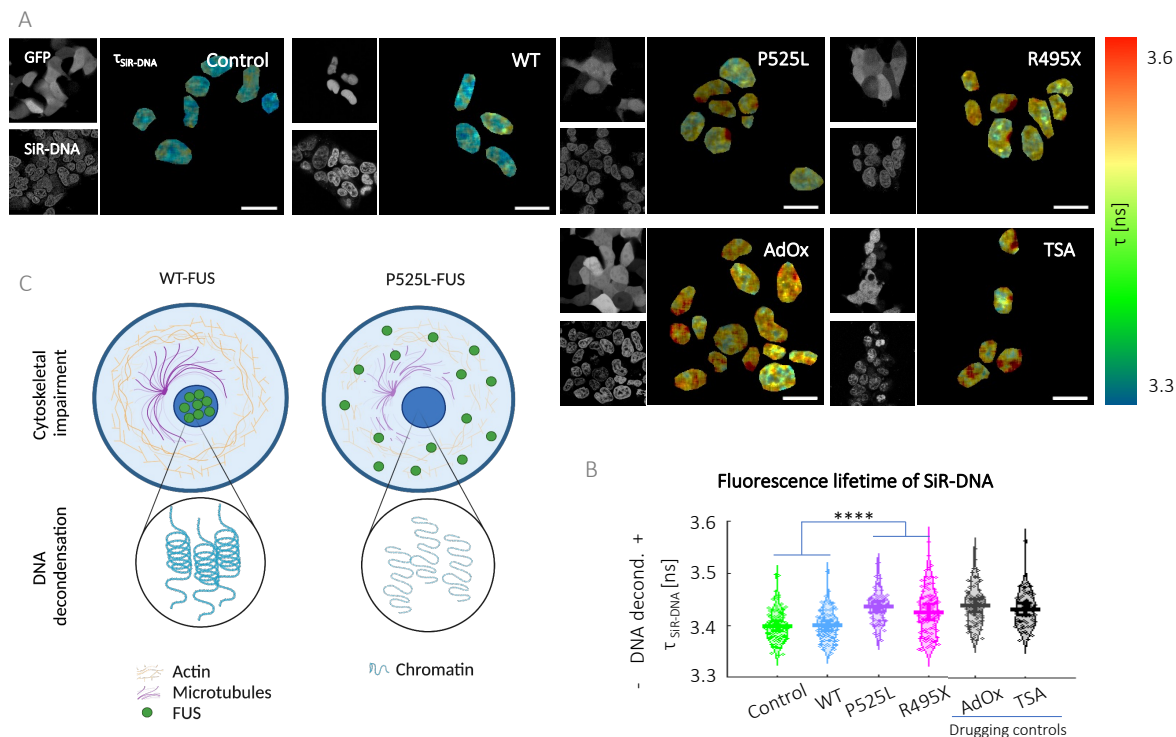 A
GFP
τSiR-DNA
Control
SiR-DNA
WT
P525L
R495X
AdOx
TSA
3.6
τ [ns]
3.3
C
WT-FUS
P525L-FUS
Cytoskeletal
impairment
DNA
decondensation
Actin
Microtubules
FUS
Chromatin
B
Fluorescence lifetime of SiR-DNA
****
- DNA decond. +
τ SiR-DNA [ns]
3.6
3.5
3.4
3.3
Control
WT
P525L
R495X
AdOx
TSA
Drugging controls